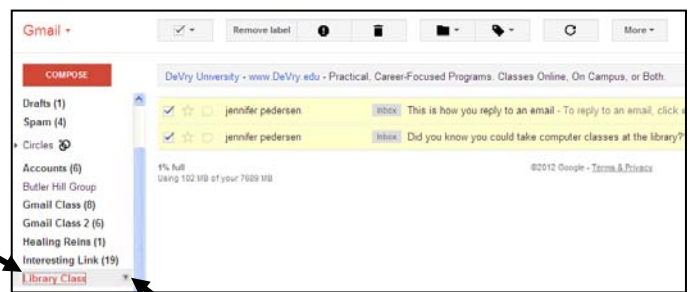 Gmail
Remove label
More
COMPOSE
DeVry University - www.DeVry.edu - Practical, Career-Focused Programs. Classes Online, On Campus, or Both.
Drafts (1)
Spam (4)
Circles
Accounts (6)
Butler Hill Group
Gmail Class (8)
Gmail Class 2 (6)
Healing Reins (1)
Interesting Link (19)
Library Class
jennifer pedersen Inbox This is how you reply to an email - To reply to an email, click
jennifer pedersen Inbox Did you know you could take computer classes at the library?
1% full
Using 102 MB of your 7689 MB
©2012 Google - Terms & Privacy